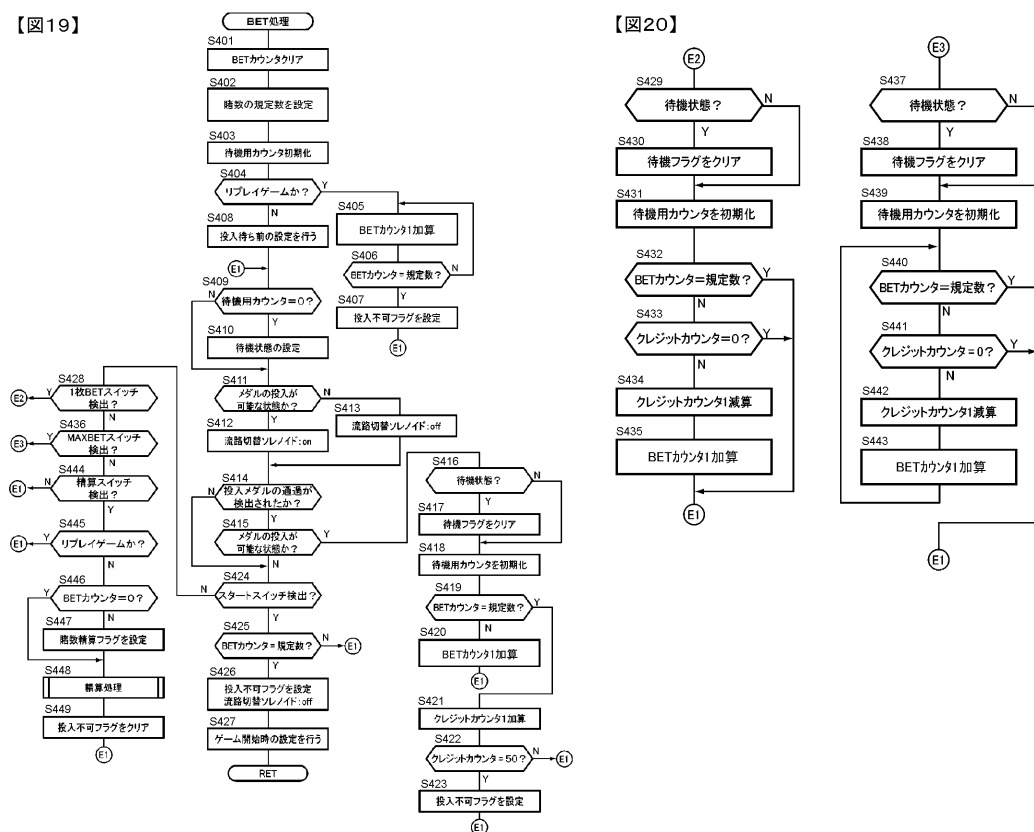 【図19】
BET処理
S401
BETカウンタクリア
S402
賭数の規定数を設定
S403
待機用カウンタ初期化
S404
リプレイゲームか？
Y
N
S405
BETカウンタ1加算
S406
BETカウンタ=規定数？
N
Y
S407
投入不可フラグを設定
E1
S408
投入待ち前の設定を行う
E1
S409
N
待機用カウンター=0？
Y
S410
待機状態の設定
S411
メダルの投入が
可能な状態か？
N
Y
S412
流路切替ソレノイド:on
S413
流路切替ソレノイド:off
S414
N
投入メダルの通過が
検出されたか？
Y
S415
メダルの投入が
可能な状態か？
Y
N
S416
待機状態？
N
Y
S417
待機フラグをクリア
S418
待機用カウンタを初期化
S419
BETカウンタ=規定数？
Y
N
S420
BETカウンタ1加算
E1
S421
クレジットカウンタ1加算
S422
クレジットカウンタ=50？
N
E1
Y
S423
投入不可フラグを設定
E1
S424
N
スタートスイッチ検出？
Y
S425
BETカウンタ=規定数？
N
E1
Y
S426
投入不可フラグを設定
流路切替ソレノイド:off
S427
ゲーム開始時の設定を行う
RET
S428
E2
Y
1枚BETスイッチ
検出？
N
S436
E3
Y
MAXBETスイッチ
検出？
N
S444
E1
N
精算スイッチ
検出？
Y
S445
E1
Y
リプレイゲームか？
N
S446
Y
BETカウンター=0？
N
S447
賭数精算フラグを設定
S448
精算処理
S449
投入不可フラグをクリア
E1
【図20】
E2
S429
待機状態？
N
Y
S430
待機フラグをクリア
S431
待機用カウンタを初期化
S432
BETカウンタ=規定数？
Y
N
S433
クレジットカウンタ=0？
Y
N
S434
クレジットカウンタ1減算
S435
BETカウンタ1加算
E1
E3
S437
待機状態？
N
Y
S438
待機フラグをクリア
S439
待機用カウンタを初期化
S440
BETカウンタ=規定数？
Y
N
S441
クレジットカウンタ=0？
Y
N
S442
クレジットカウンタ1減算
S443
BETカウンタ1加算
E1